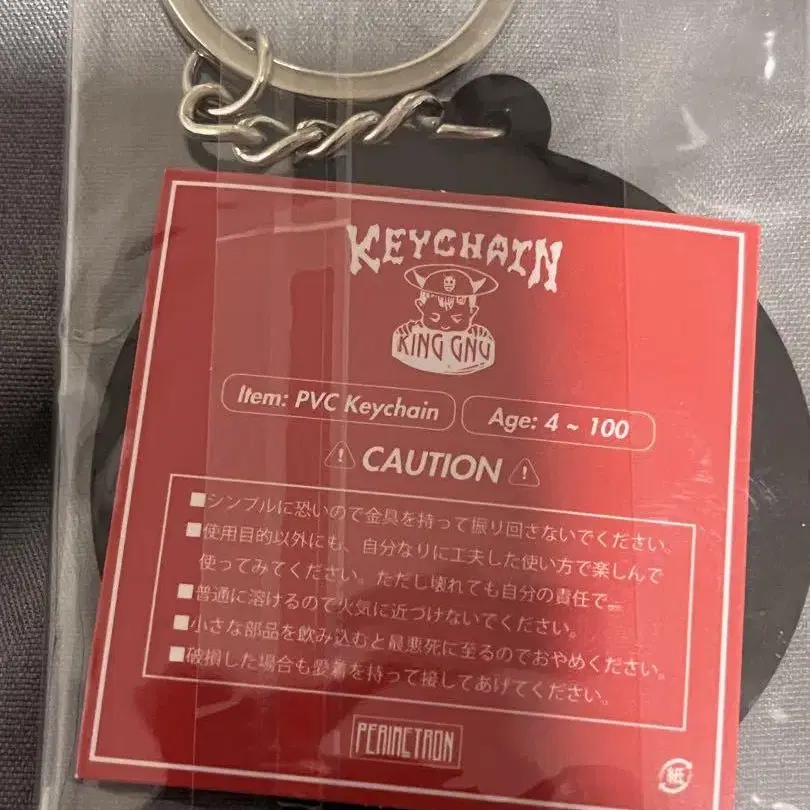 KEYCHAIN
KING GNU
Item: PVC Keychain
Age: 4 ~ 100
⚠ CAUTION ⚠
■シンプルに恐いので金具を持って振り回さないでください。
■使用目的以外にも、自分なりに工夫した使い方で楽しんで
使ってみてください。ただし壊れても自分の責任で…
■普通に溶けるので火気に近づけないでください。
■小さな部品を飲み込むと最悪死に至るのでおやめください。
■破損した場合も愛着を持って接してあげてください。
PERIMETRON
紙